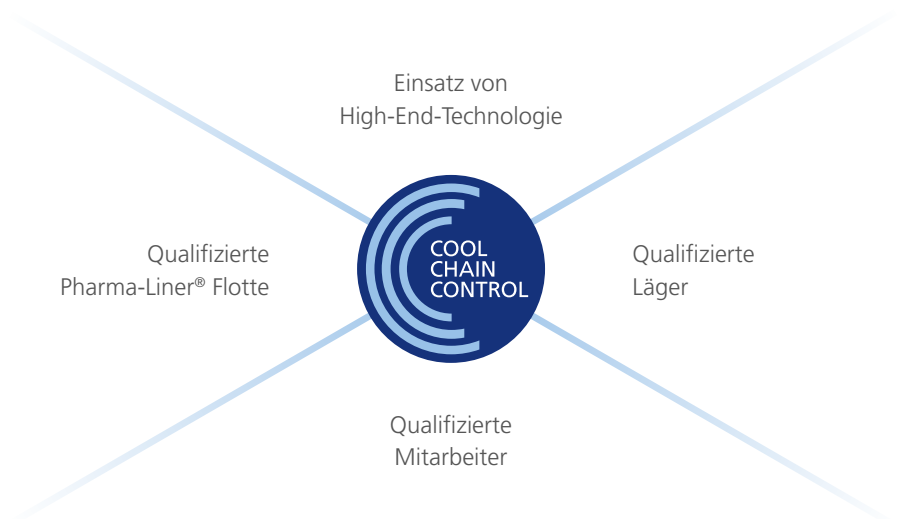 Einsatz von
High-End-Technologie
Qualifizierte
Pharma-Liner® Flotte
COOL
CHAIN
CONTROL
Qualifizierte
Läger
Qualifizierte
Mitarbeiter